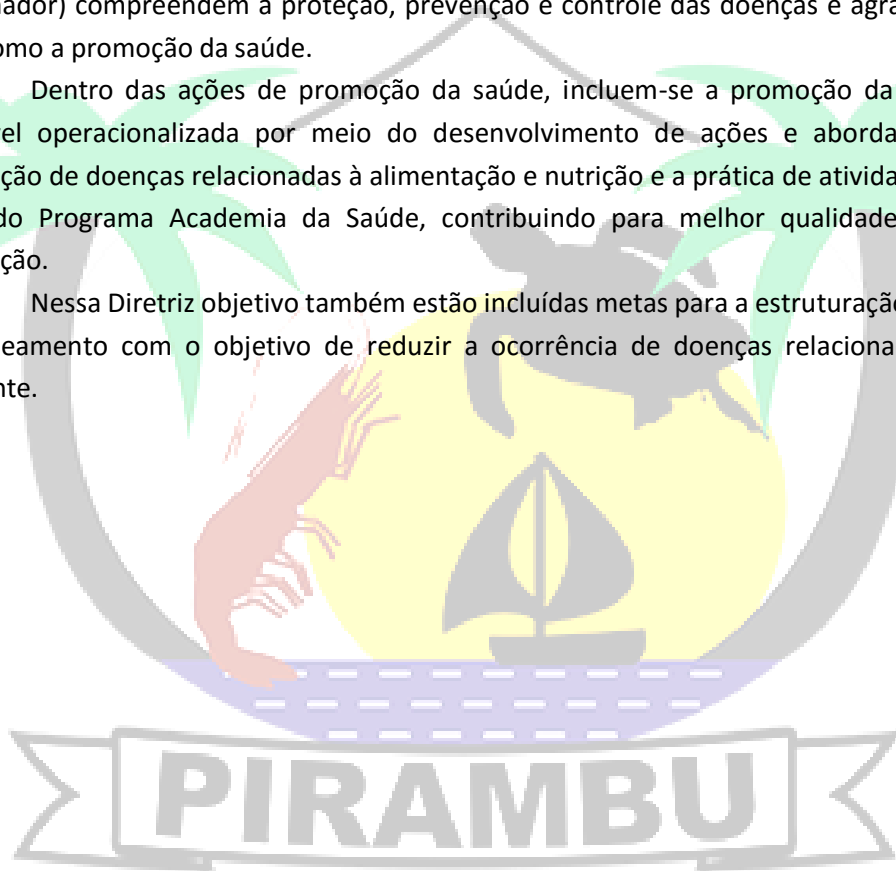 nador) compreendem a proteção, prevenção e controle das doenças e agra
omo a promoção da saúde.
Dentro das ações de promoção da saúde, incluem-se a promoção da
el operacionalizada por meio do desenvolvimento de ações e aborda
ção de doenças relacionadas à alimentação e nutrição e a prática de ativida
do Programa Academia da Saúde, contribuindo para melhor qualidade
ção.
Nessa Diretriz objetivo também estão incluídas metas para a estruturação
eamento com o objetivo de reduzir a ocorrência de doenças relaciona
nte.
PIRAMBU